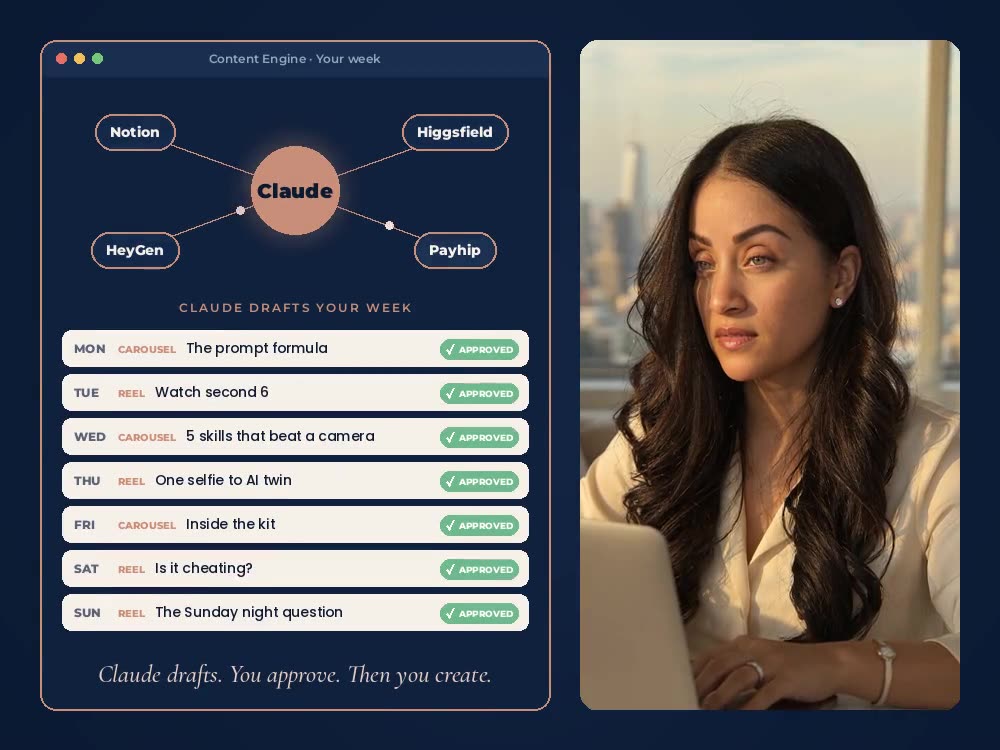 Content Engine · Your week
Notion
Higgsfield
Claude
HeyGen
Payhip
CLAUDE DRAFTS YOUR WEEK
MON CAROUSEL The prompt formula ✓ APPROVED
TUE REEL Watch second 6 ✓ APPROVED
WED CAROUSEL 5 skills that beat a camera ✓ APPROVED
THU REEL One selfie to AI twin ✓ APPROVED
FRI CAROUSEL Inside the kit ✓ APPROVED
SAT REEL Is it cheating? ✓ APPROVED
SUN REEL The Sunday night question ✓ APPROVED
Claude drafts. You approve. Then you create.